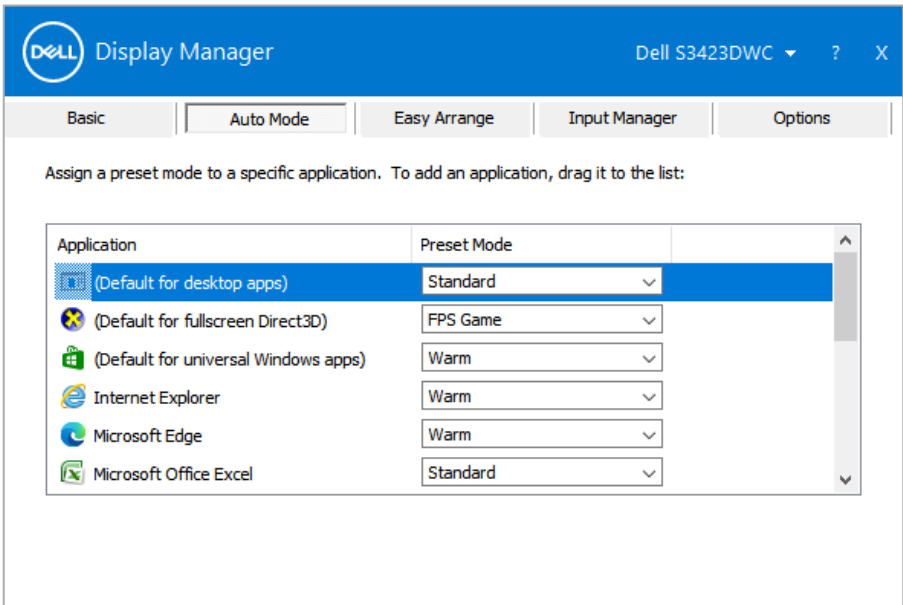 DELL Display Manager Dell S3423DWC ? X
Basic Auto Mode Easy Arrange Input Manager Options
Assign a preset mode to a specific application. To add an application, drag it to the list:
Application Preset Mode
(Default for desktop apps) Standard
(Default for fullscreen Direct3D) FPS Game
(Default for universal Windows apps) Warm
Internet Explorer Warm
Microsoft Edge Warm
Microsoft Office Excel Standard